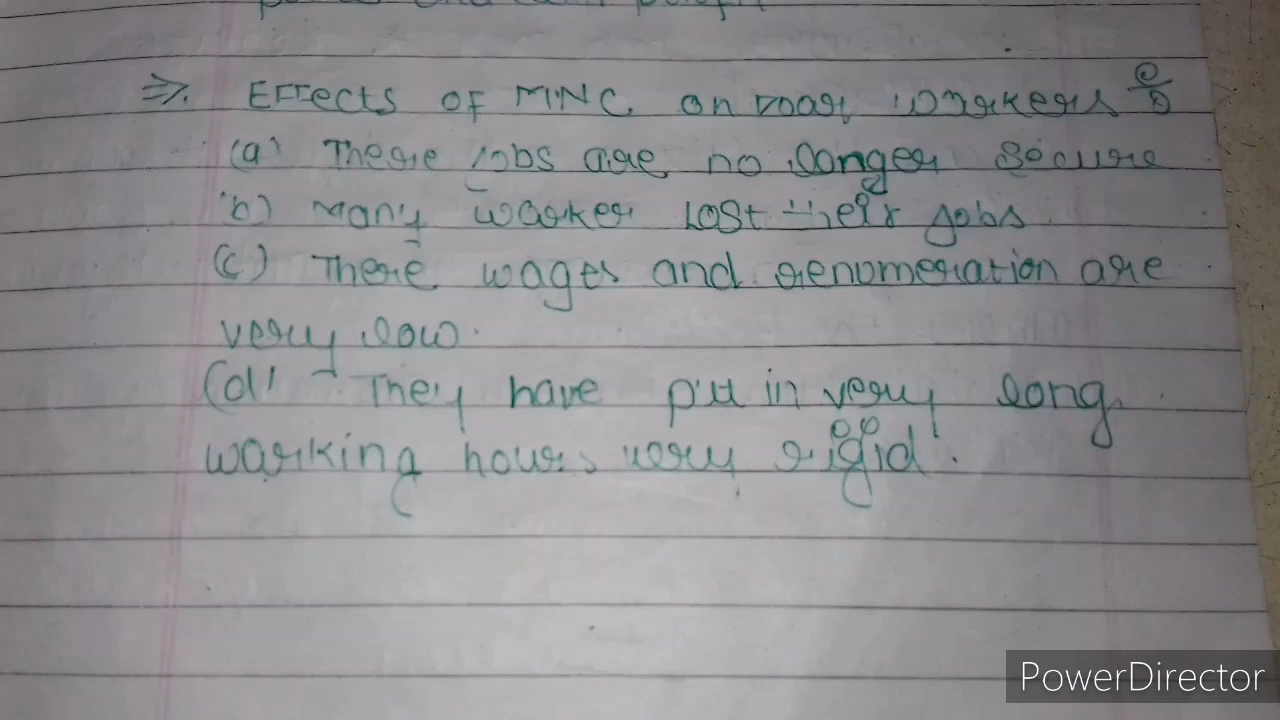 ⇒ Effects of MNC on poor workers :-
(a) There jobs are no longer secure
(b) Many worker lost their jobs
(c) There wages and renomeration are
very low.
(d) They have put in very long
working hours very rigid.
PowerDirector